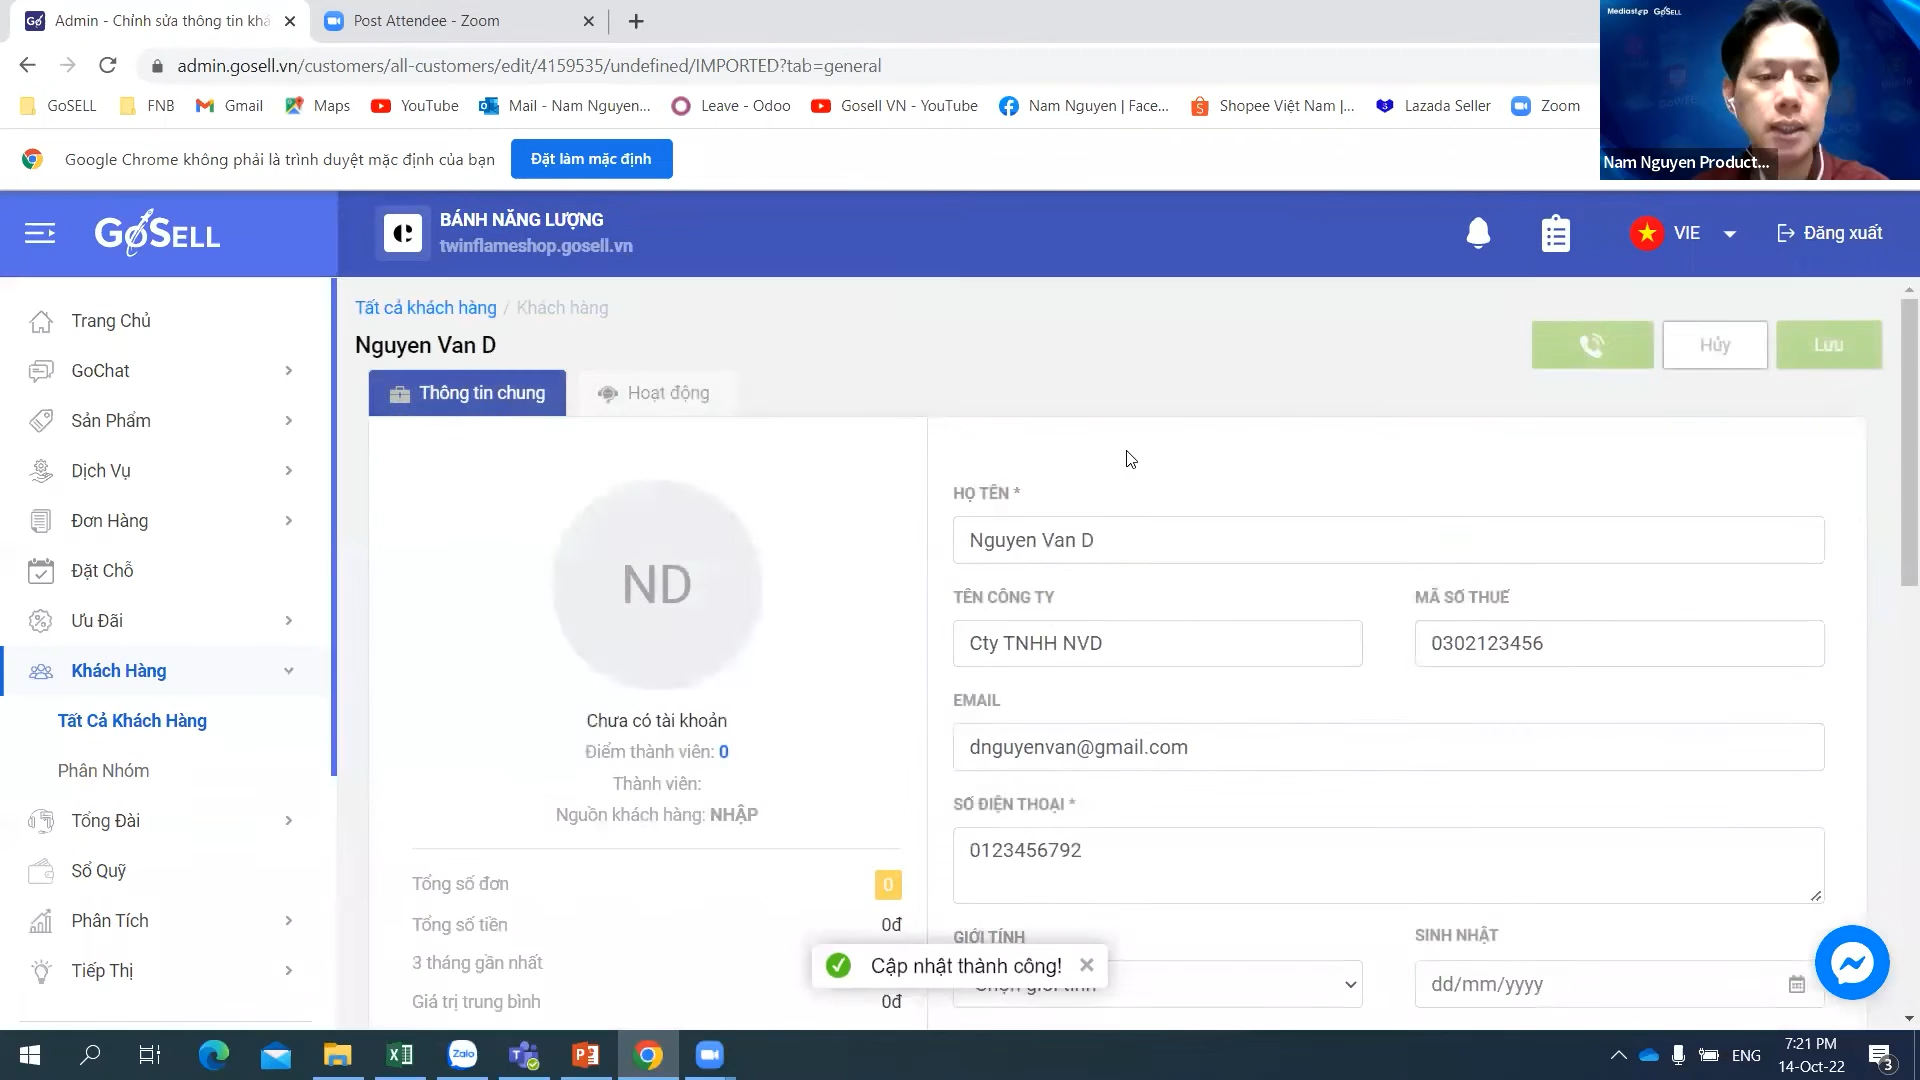 Admin - Chỉnh sửa thông tin khá
Post Attendee - Zoom
admin.gosell.vn/customers/all-customers/edit/4159535/undefined/IMPORTED?tab=general
GoSELL
FNB
Gmail
Maps
YouTube
Mail - Nam Nguyen...
Leave - Odoo
Gosell VN - YouTube
Nam Nguyen | Face...
Shopee Việt Nam |...
Lazada Seller
Zoom
Google Chrome không phải là trình duyệt mặc định của bạn
Đặt làm mặc định
Mediastep GoSELL
Nam Nguyen Product...
GoSELL
BÁNH NĂNG LƯỢNG
twinflameshop.gosell.vn
VIE
Đăng xuất
Trang Chủ
GoChat
Sản Phẩm
Dịch Vụ
Đơn Hàng
Đặt Chỗ
Ưu Đãi
Khách Hàng
Tất Cả Khách Hàng
Phân Nhóm
Tổng Đài
Sổ Quỹ
Phân Tích
Tiếp Thị
Tất cả khách hàng / Khách hàng
Nguyen Van D
Hủy
Lưu
Thông tin chung
Hoạt động
ND
Chưa có tài khoản
Điểm thành viên: 0
Thành viên:
Nguồn khách hàng: NHẬP
Tổng số đơn
0
Tổng số tiền
0đ
3 tháng gần nhất
Giá trị trung bình
0đ
HỌ TÊN *
Nguyen Van D
TÊN CÔNG TY
MÃ SỐ THUẾ
Cty TNHH NVD
0302123456
EMAIL
dnguyenvan@gmail.com
SỐ ĐIỆN THOẠI *
0123456792
GIỚI TÍNH
SINH NHẬT
Chọn giới tính
dd/mm/yyyy
Cập nhật thành công!
Zalo
ENG
7:21 PM
14-Oct-22
3